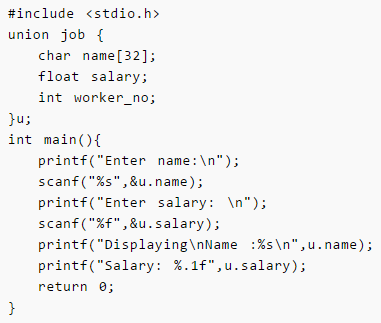 #include <stdio.h>
union job {
    char name[32];
    float salary;
    int worker_no;
}u;
int main(){
    printf("Enter name:\n");
    scanf("%s",&u.name);
    printf("Enter salary: \n");
    scanf("%f",&u.salary);
    printf("Displaying\nName :%s\n",u.name);
    printf("Salary: %.1f",u.salary);
    return 0;
}